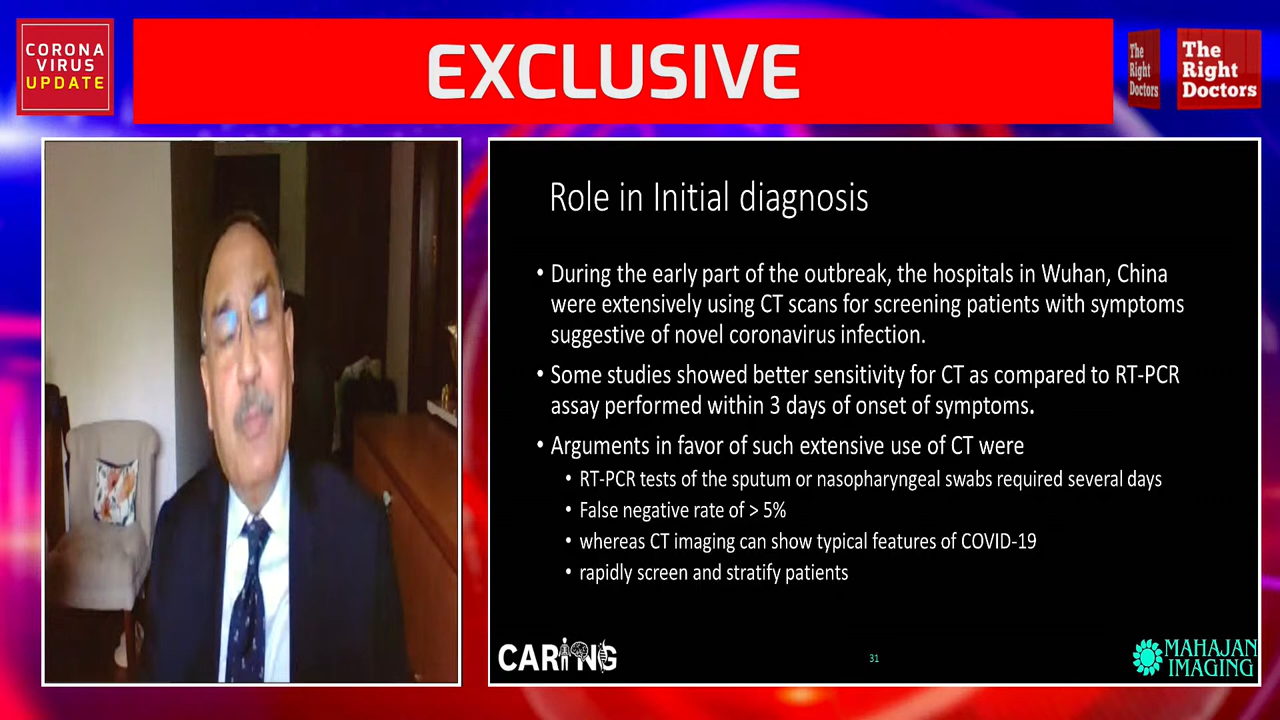 CORONA
VIRUS
UPDATE
EXCLUSIVE
The
Right
Doctors
The
Right
Doctors
Role in Initial diagnosis
• During the early part of the outbreak, the hospitals in Wuhan, China
were extensively using CT scans for screening patients with symptoms
suggestive of novel coronavirus infection.
• Some studies showed better sensitivity for CT as compared to RT-PCR
assay performed within 3 days of onset of symptoms.
• Arguments in favor of such extensive use of CT were
• RT-PCR tests of the sputum or nasopharyngeal swabs required several days
• False negative rate of > 5%
• whereas CT imaging can show typical features of COVID-19
• rapidly screen and stratify patients
CARING
31
MAHAJAN
IMAGING